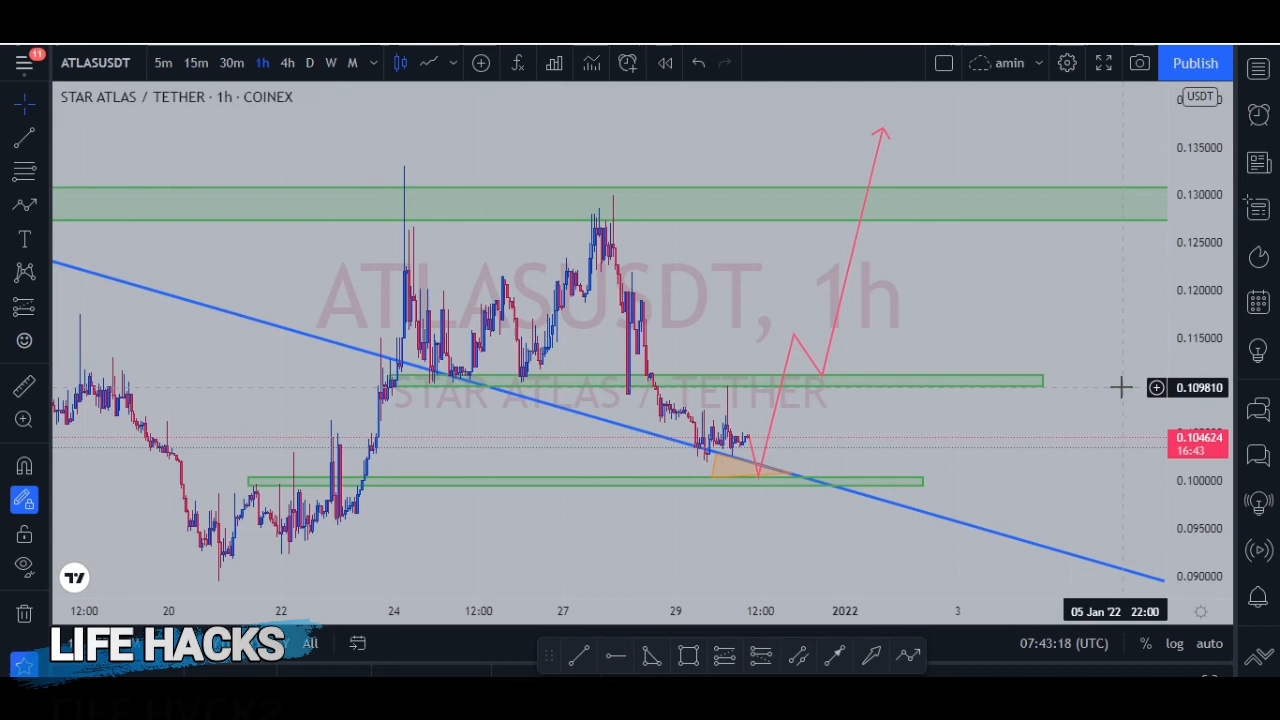 11
ATLASUSDT 5m 15m 30m 1h 4h D W M amin Publish
STAR ATLAS / TETHER · 1h · COINEX
USDT
0.135000
0.130000
0.125000
0.120000
0.115000
0.109810
0.104624
16:43
0.100000
0.095000
0.090000
ATLASUSDT, 1h
STAR ATLAS / TETHER
12:00 20 22 24 12:00 27 29 12:00 2022 3 05 Jan '22 22:00
All 07:43:18 (UTC) % log auto
LIFE HACKS